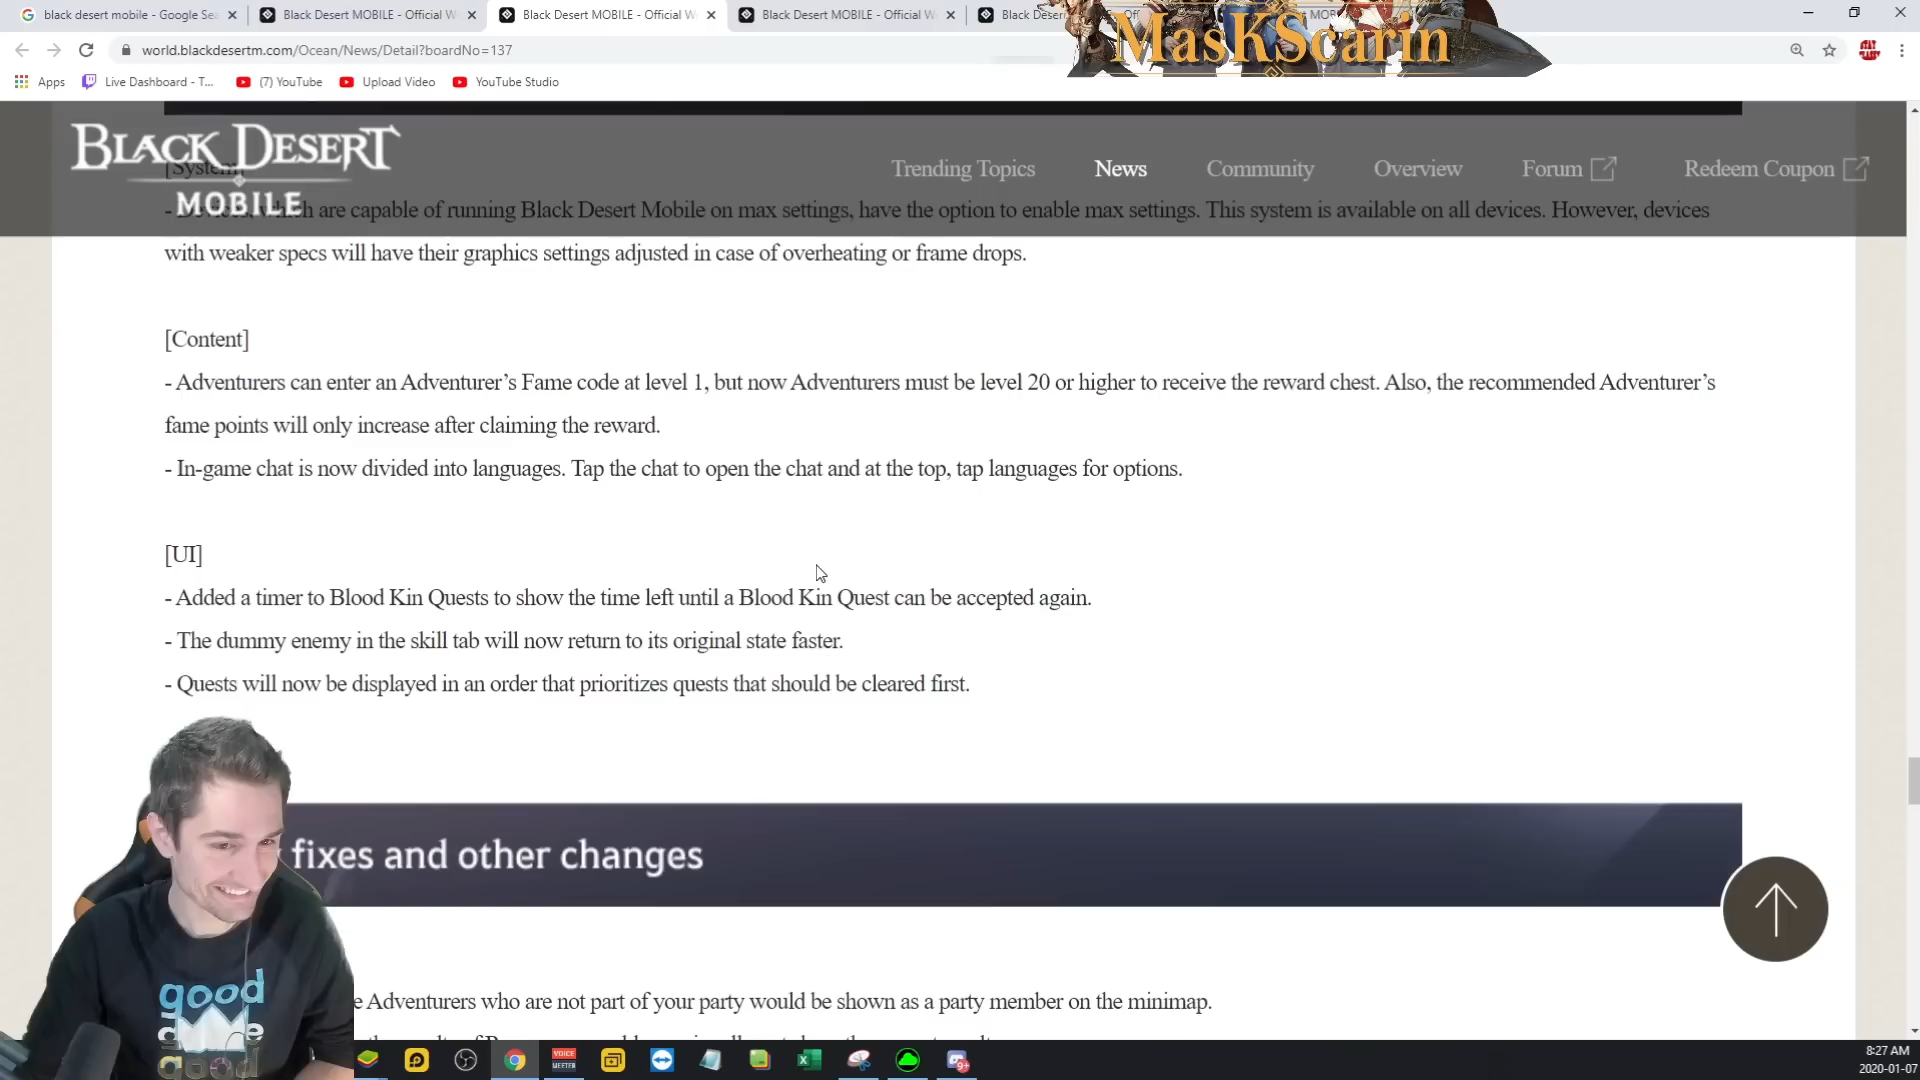 black desert mobile - Google Sea
Black Desert MOBILE - Official W
Black Desert MOBILE - Official W
Black Desert MOBILE - Official W
Black Deser
MasKScarin
world.blackdesertm.com/Ocean/News/Detail?boardNo=137
Apps
Live Dashboard - T...
(7) YouTube
Upload Video
YouTube Studio
BLACK DESERT
MOBILE
Trending Topics
News
Community
Overview
Forum
Redeem Coupon
[System]
which are capable of running Black Desert Mobile on max settings, have the option to enable max settings. This system is available on all devices. However, devices
with weaker specs will have their graphics settings adjusted in case of overheating or frame drops.
[Content]
- Adventurers can enter an Adventurer’s Fame code at level 1, but now Adventurers must be level 20 or higher to receive the reward chest. Also, the recommended Adventurer’s
fame points will only increase after claiming the reward.
- In-game chat is now divided into languages. Tap the chat to open the chat and at the top, tap languages for options.
[UI]
- Added a timer to Blood Kin Quests to show the time left until a Blood Kin Quest can be accepted again.
- The dummy enemy in the skill tab will now return to its original state faster.
- Quests will now be displayed in an order that prioritizes quests that should be cleared first.
fixes and other changes
e Adventurers who are not part of your party would be shown as a party member on the minimap.
good
good
VOICE
MEETER
9+
8:27 AM
2020-01-07